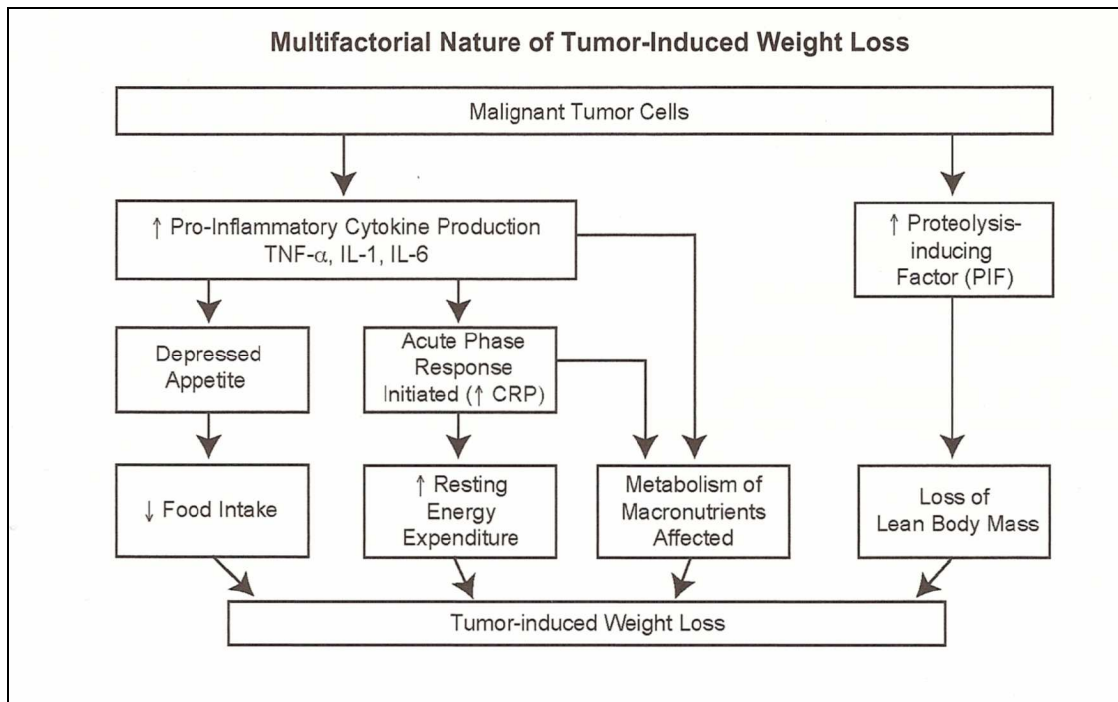 Multifactorial Nature of Tumor-Induced Weight Loss
Malignant Tumor Cells
↑ Pro-Inflammatory Cytokine Production
TNF-α, IL-1, IL-6
↑ Proteolysis-
inducing
Factor (PIF)
Depressed
Appetite
Acute Phase
Response
Initiated (↑ CRP)
↓ Food Intake
↑ Resting
Energy
Expenditure
Metabolism of
Macronutrients
Affected
Loss of
Lean Body Mass
Tumor-induced Weight Loss